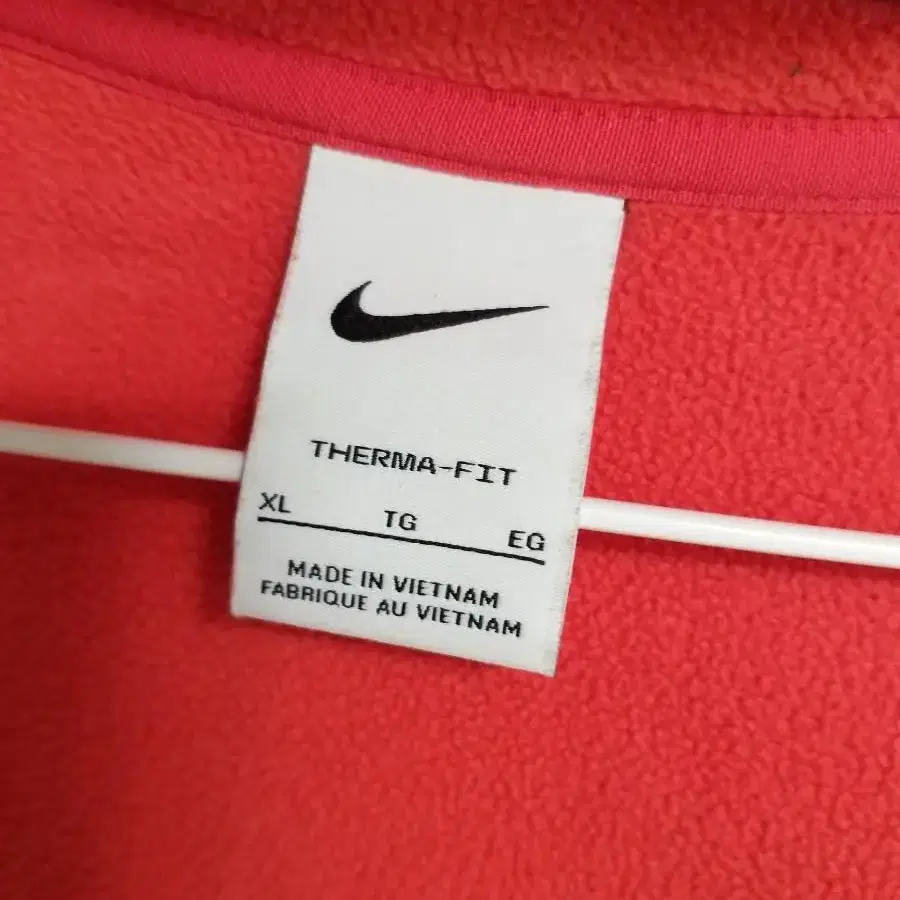 THERMA-FIT
XL TG EG
MADE IN VIETNAM
FABRIQUE AU VIETNAM